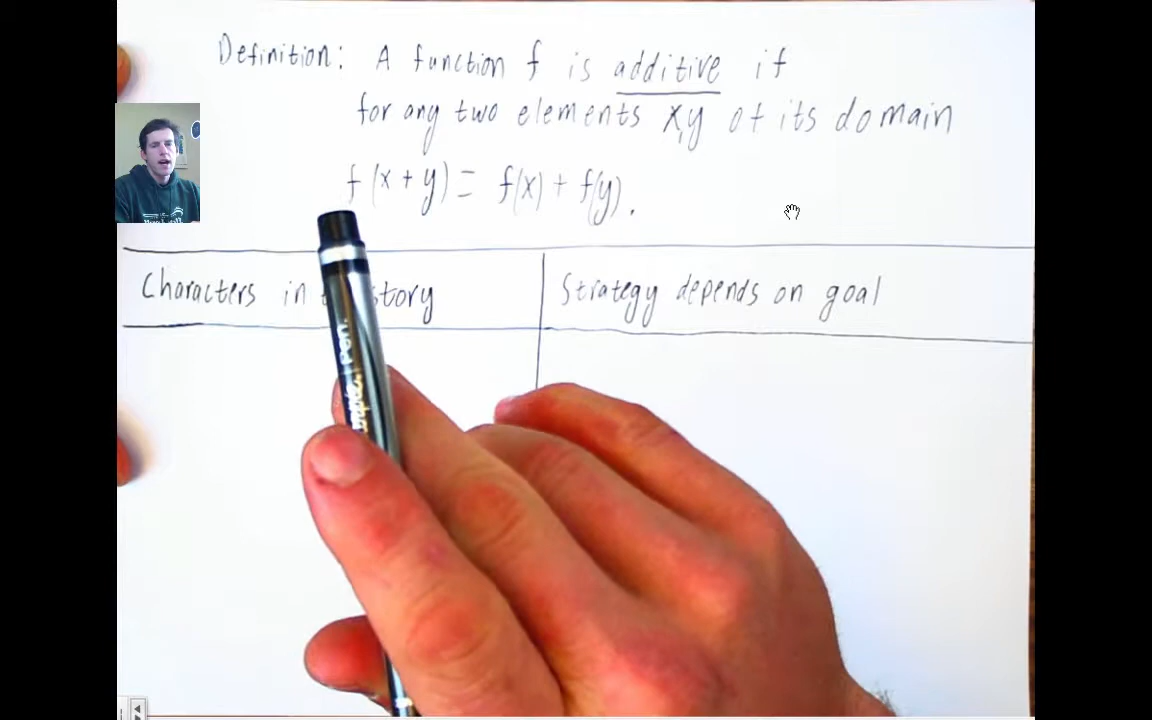 Definition: A function f is additive if
for any two elements x,y of its domain
f(x + y) = f(x) + f(y).
Characters in story
Strategy depends on goal
Pen.